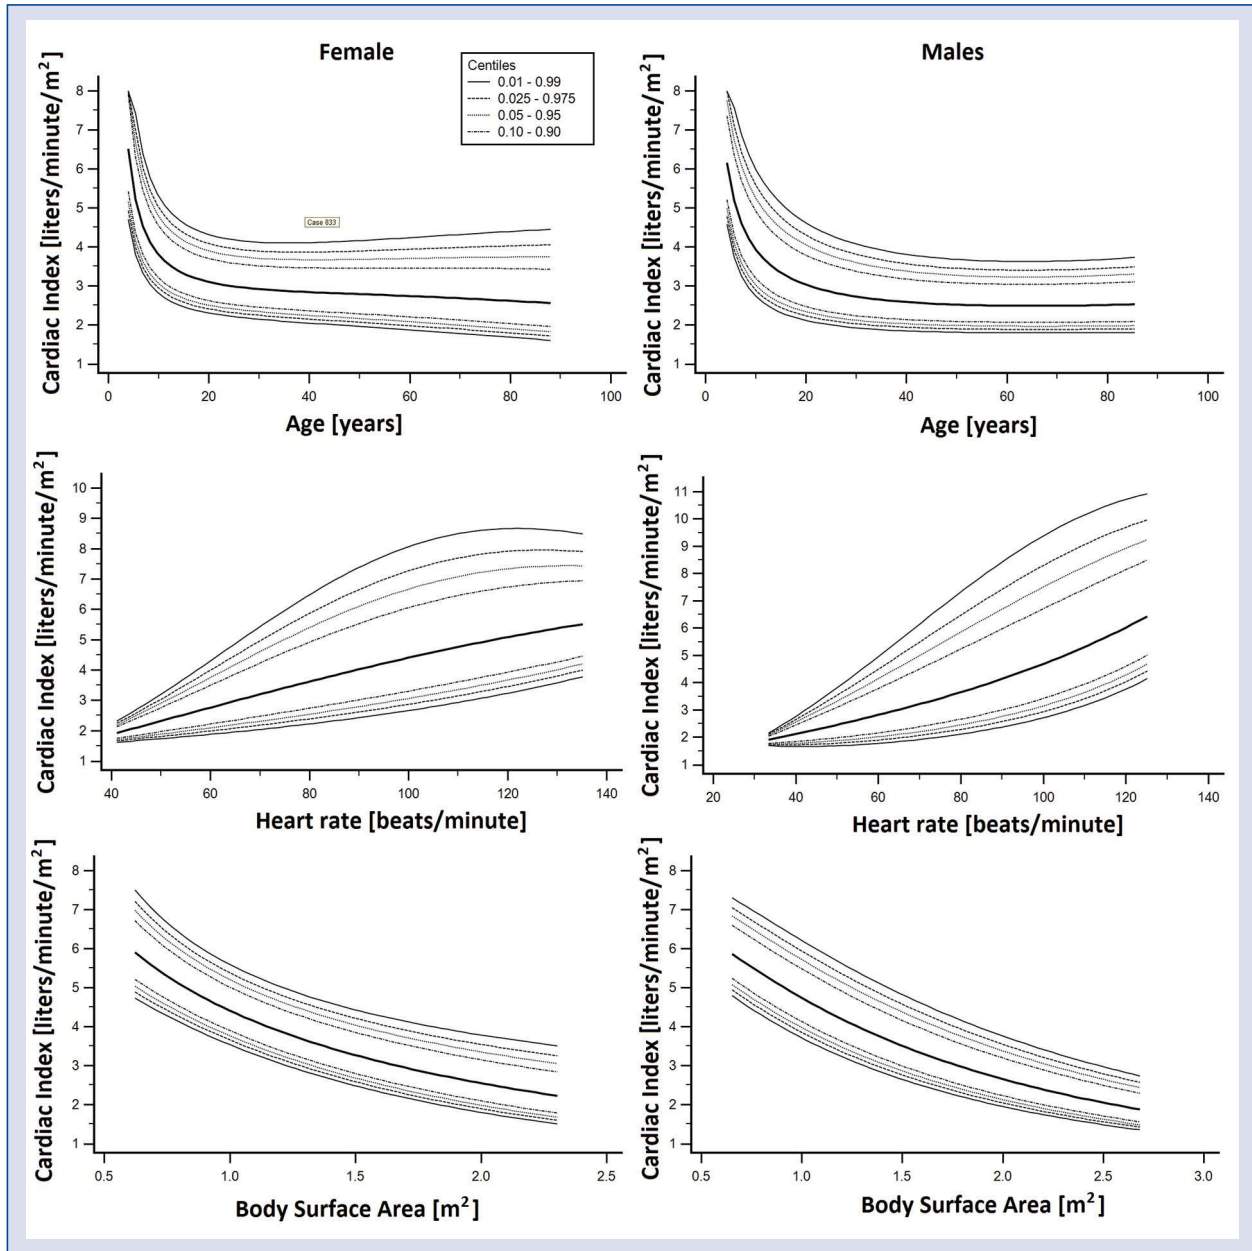 Female
Males
Centiles
0.01 - 0.99
0.025 - 0.975
0.05 - 0.95
0.10 - 0.90
Case 833
Cardiac Index [liters/minute/m²]
8
7
6
5
4
3
2
1
0 20 40 60 80 100
Age [years]
Cardiac Index [liters/minute/m²]
8
7
6
5
4
3
2
1
0 20 40 60 80 100
Age [years]
Cardiac Index [liters/minute/m²]
10
9
8
7
6
5
4
3
2
1
40 60 80 100 120 140
Heart rate [beats/minute]
Cardiac Index [liters/minute/m²]
11
10
9
8
7
6
5
4
3
2
1
20 40 60 80 100 120 140
Heart rate [beats/minute]
Cardiac Index [liters/minute/m²]
8
7
6
5
4
3
2
1
0.5 1.0 1.5 2.0 2.5
Body Surface Area [m²]
Cardiac Index [liters/minute/m²]
8
7
6
5
4
3
2
1
0.5 1.0 1.5 2.0 2.5 3.0
Body Surface Area [m²]